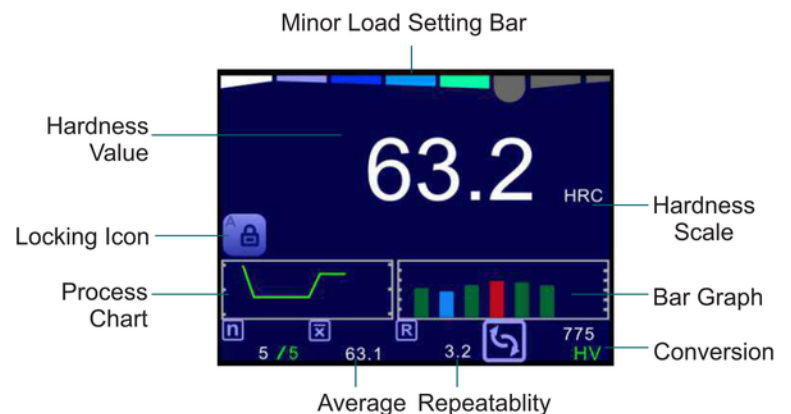 Minor Load Setting Bar
Hardness
Value
63.2
HRC
Hardness
Scale
A
Locking Icon
Process
Chart
Bar Graph
n
x̅
R
775
5 /5
63.1
3.2
HV
Conversion
Average Repeatablity